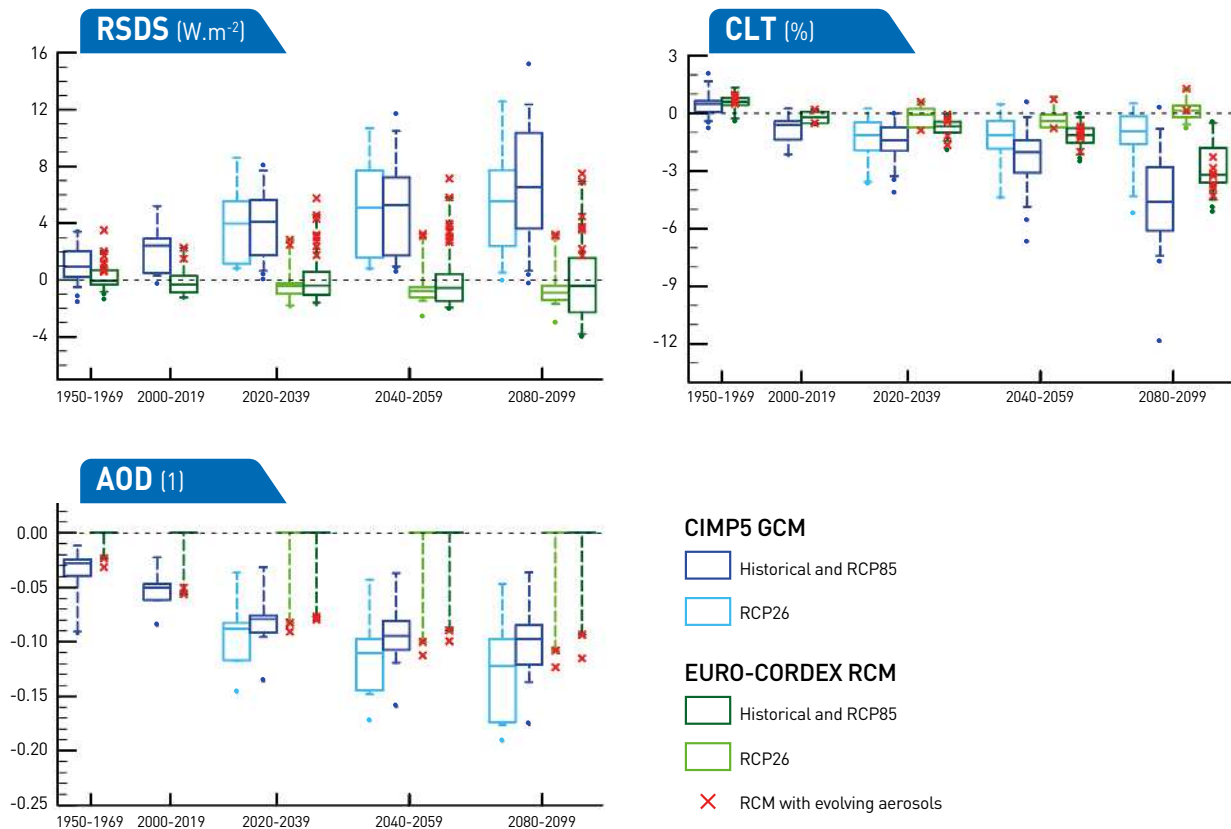 RSDS (W.m-2)
16
12
8
4
0
-4
1950-1969 2000-2019 2020-2039 2040-2059 2080-2099
CLT (%)
3
0
-3
-6
-9
-12
1950-1969 2000-2019 2020-2039 2040-2059 2080-2099
AOD (1)
0.00
-0.05
-0.10
-0.15
-0.20
-0.25
1950-1969 2000-2019 2020-2039 2040-2059 2080-2099
CIMP5 GCM
Historical and RCP85
RCP26
EURO-CORDEX RCM
Historical and RCP85
RCP26
RCM with evolving aerosols